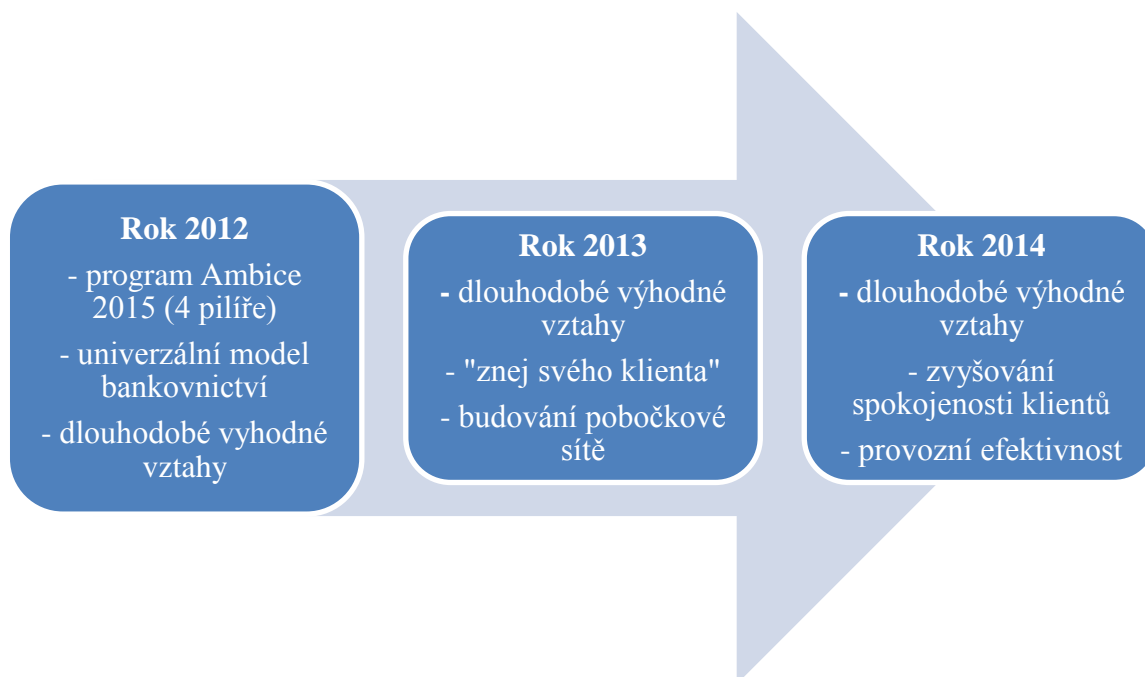 Rok 2012
- program Ambice
2015 (4 pilíře)
- univerzální model
bankovnictví
- dlouhodobé vyhodné
vztahy
Rok 2013
- dlouhodobé výhodné
vztahy
- "znej svého klienta"
- budování pobočkové
sítě
Rok 2014
- dlouhodobé výhodné
vztahy
- zvyšování
spokojenosti klientů
- provozní efektivnost